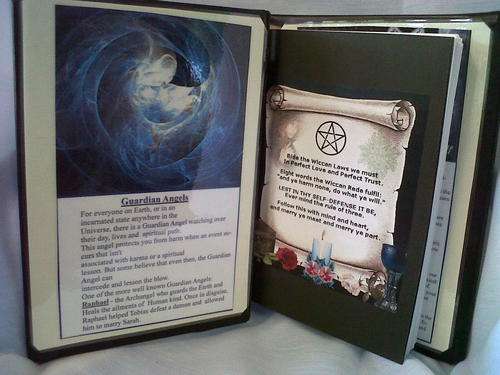 Guardian Angels
For everyone on Earth, or in an
incarnated state anywhere in the
Universe, there is a Guardian Angel watching over
their day, lives and spiritual path.
This angel protects you from harm when an event oc-
curs that isn't
associated with karma or a spiritual
lesson. But some believe that even then, the Guardian
Angel can
intercede and lesson the blow.
One of the more well known Guardian Angels:
Raphael - the Archangel who guards the Earth and
Heals the ailments of Human kind. Once in disguise,
Raphael helped Tobias defeat a demon and allowed
him to marry Sarah.
Bide the Wiccan Laws we must
In Perfect Love and Perfect Trust.
Eight words the Wiccan Rede fulfil:
"and ye harm none, do what ye will."
LEST IN THY SELF-DEFENSE IT BE,
Ever mind the rule of three.
Follow this with mind and heart,
and merry ye meet and merry ye part.